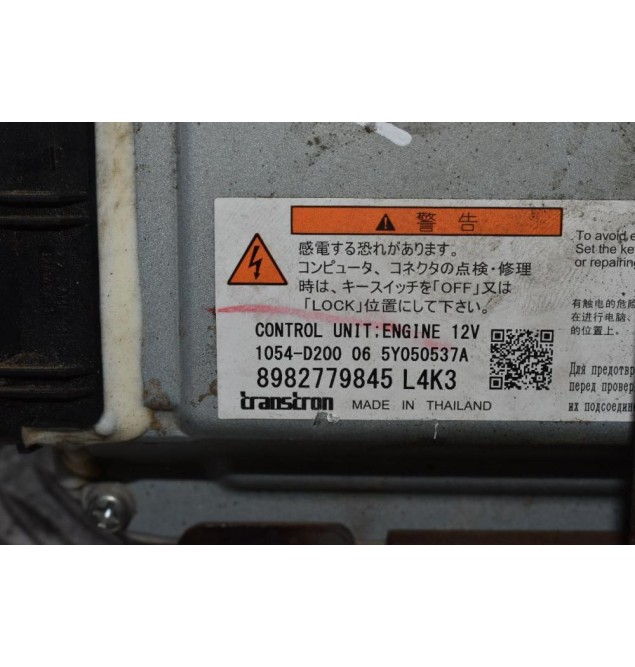 警告
感電する恐れがあります。
コンピュータ、コネクタの点検・修理
時は、キースイッチを「OFF」又は
「LOCK」位置にして下さい。
CONTROL UNIT:ENGINE 12V
1054-D200 06 5Y050537A
8982779845 L4K3
transtron MADE IN THAILAND
To avoid
Set the ke
or repairing
有触电的危险
在进行电脑、
的位置上。
Для предотвр
перед провер
их подсоедин